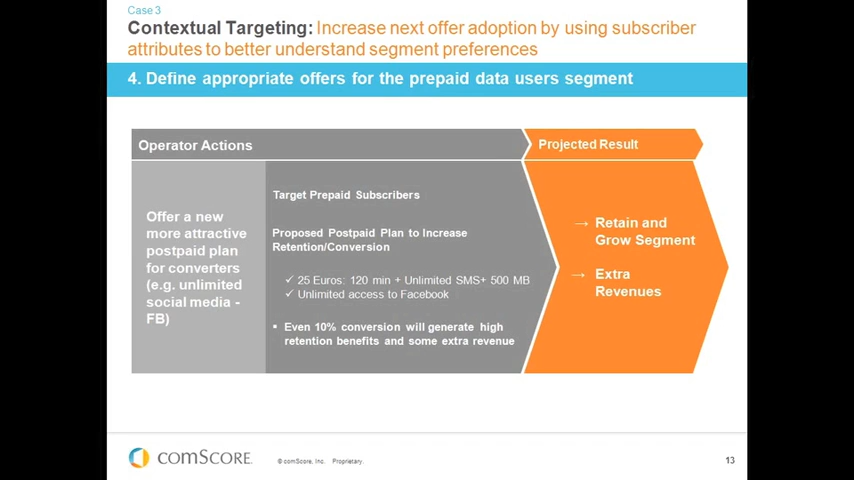 Case 3
Contextual Targeting: Increase next offer adoption by using subscriber
attributes to better understand segment preferences
4. Define appropriate offers for the prepaid data users segment
Operator Actions
Projected Result
Offer a new
more attractive
postpaid plan
for converters
(e.g. unlimited
social media -
FB)
Target Prepaid Subscribers
Proposed Postpaid Plan to Increase
Retention/Conversion
✓ 25 Euros: 120 min + Unlimited SMS+ 500 MB
✓ Unlimited access to Facebook
▪ Even 10% conversion will generate high
retention benefits and some extra revenue
→ Retain and
Grow Segment
→ Extra
Revenues
comScore.
© comScore, Inc. Proprietary.
13